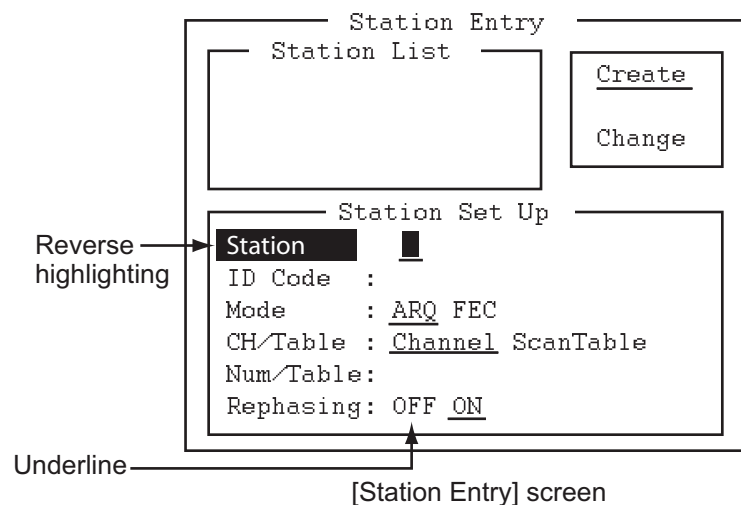 Station Entry
Station List
Create
Change
Station Set Up
Reverse
highlighting
Station
ID Code :
Mode : ARQ FEC
CH/Table : Channel ScanTable
Num/Table:
Rephasing: OFF ON
Underline
[Station Entry] screen